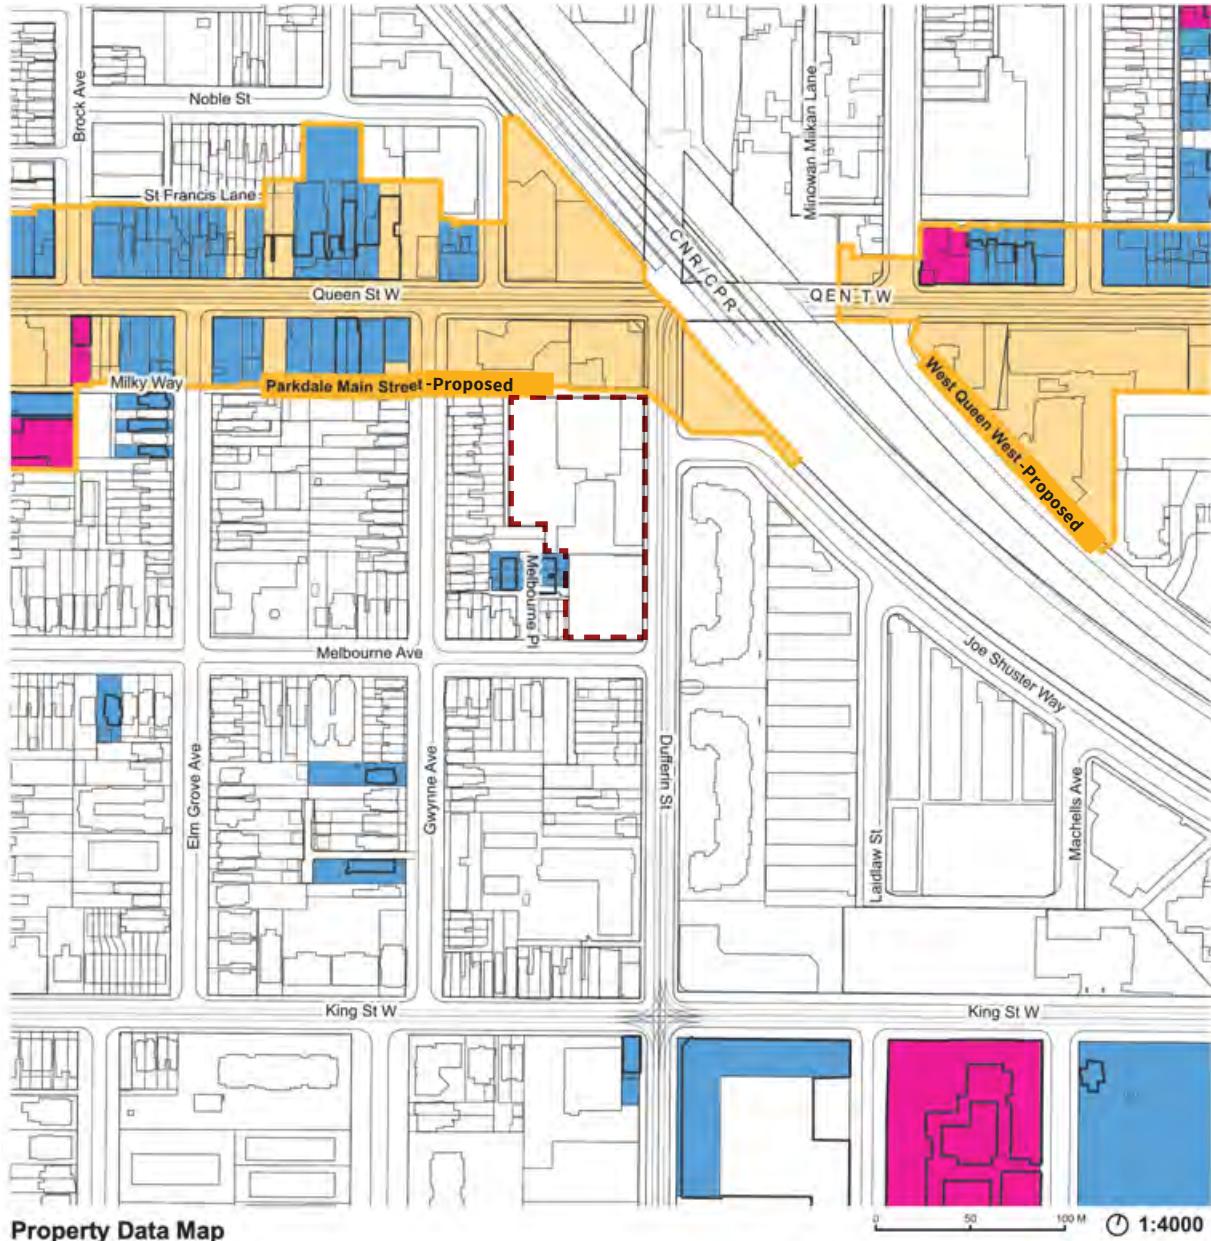 Noble St
Brock Ave
Minowan Miikan Lane
St Francis Lane
CNR/CPR
Queen St W
QEN T W
Milky Way
Parkdale Main Street -Proposed
West Queen West -Proposed
Melbourne Pl
Melbourne Ave
Joe Shuster Way
Elm Grove Ave
Gwynne Ave
Dufferin St
Laidlaw St
Machells Ave
King St W
King St W
Property Data Map
0 50 100 M
1:4000